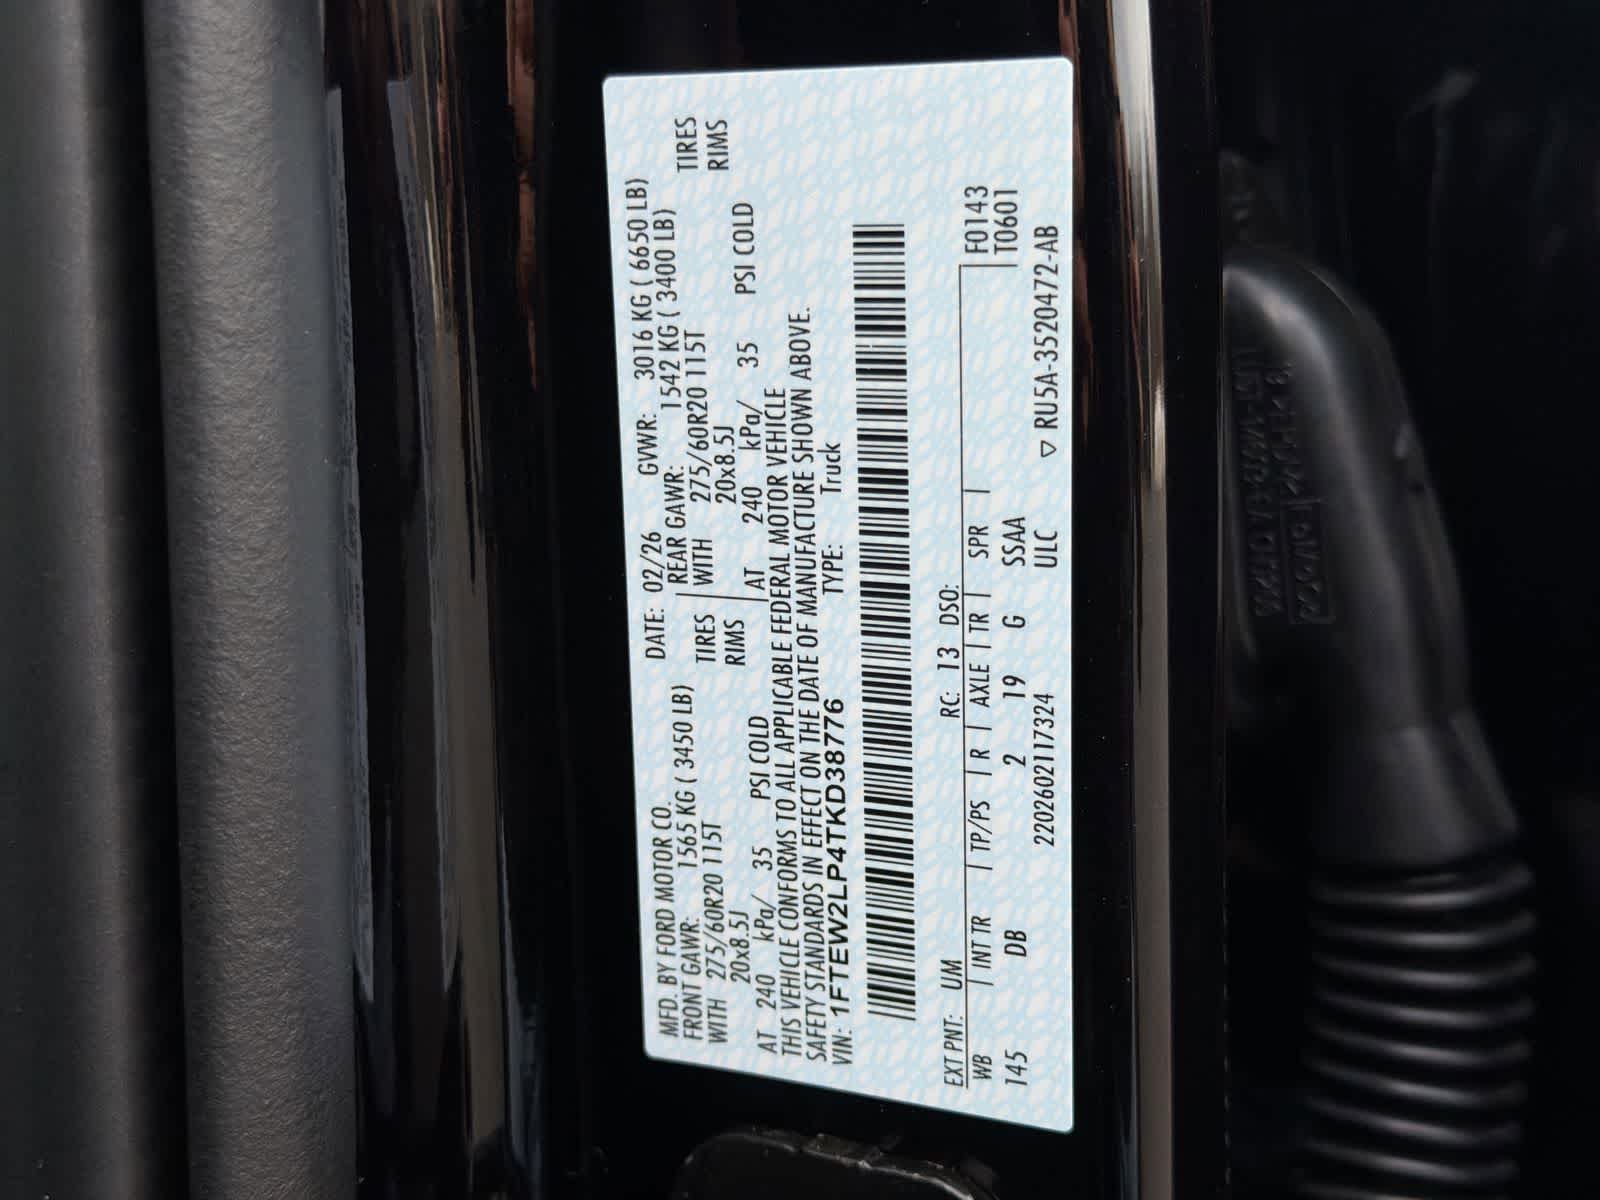 MFD. BY FORD MOTOR CO.
DATE: 02/26 GVWR: 3016 KG ( 6650 LB)
FRONT GAWR: 1565 KG ( 3450 LB)
REAR GAWR: 1542 KG ( 3400 LB)
WITH 275/60R20 115T TIRES
WITH 275/60R20 115T TIRES
20x8.5J RIMS
20x8.5J RIMS
AT 240 kPa/ 35 PSI COLD
AT 240 kPa/ 35 PSI COLD
THIS VEHICLE CONFORMS TO ALL APPLICABLE FEDERAL MOTOR VEHICLE
SAFETY STANDARDS IN EFFECT ON THE DATE OF MANUFACTURE SHOWN ABOVE.
VIN: 1FTEW2LP4TKD38776 TYPE: Truck
EXT PNT: UM RC: 13 DSO:
WB | INT TR | TP/PS | R | AXLE | TR | SPR |
F0143
T0601
145 DB 2 19 G SSAA
2202602117324 ULC ▽ RU5A-3520472-AB